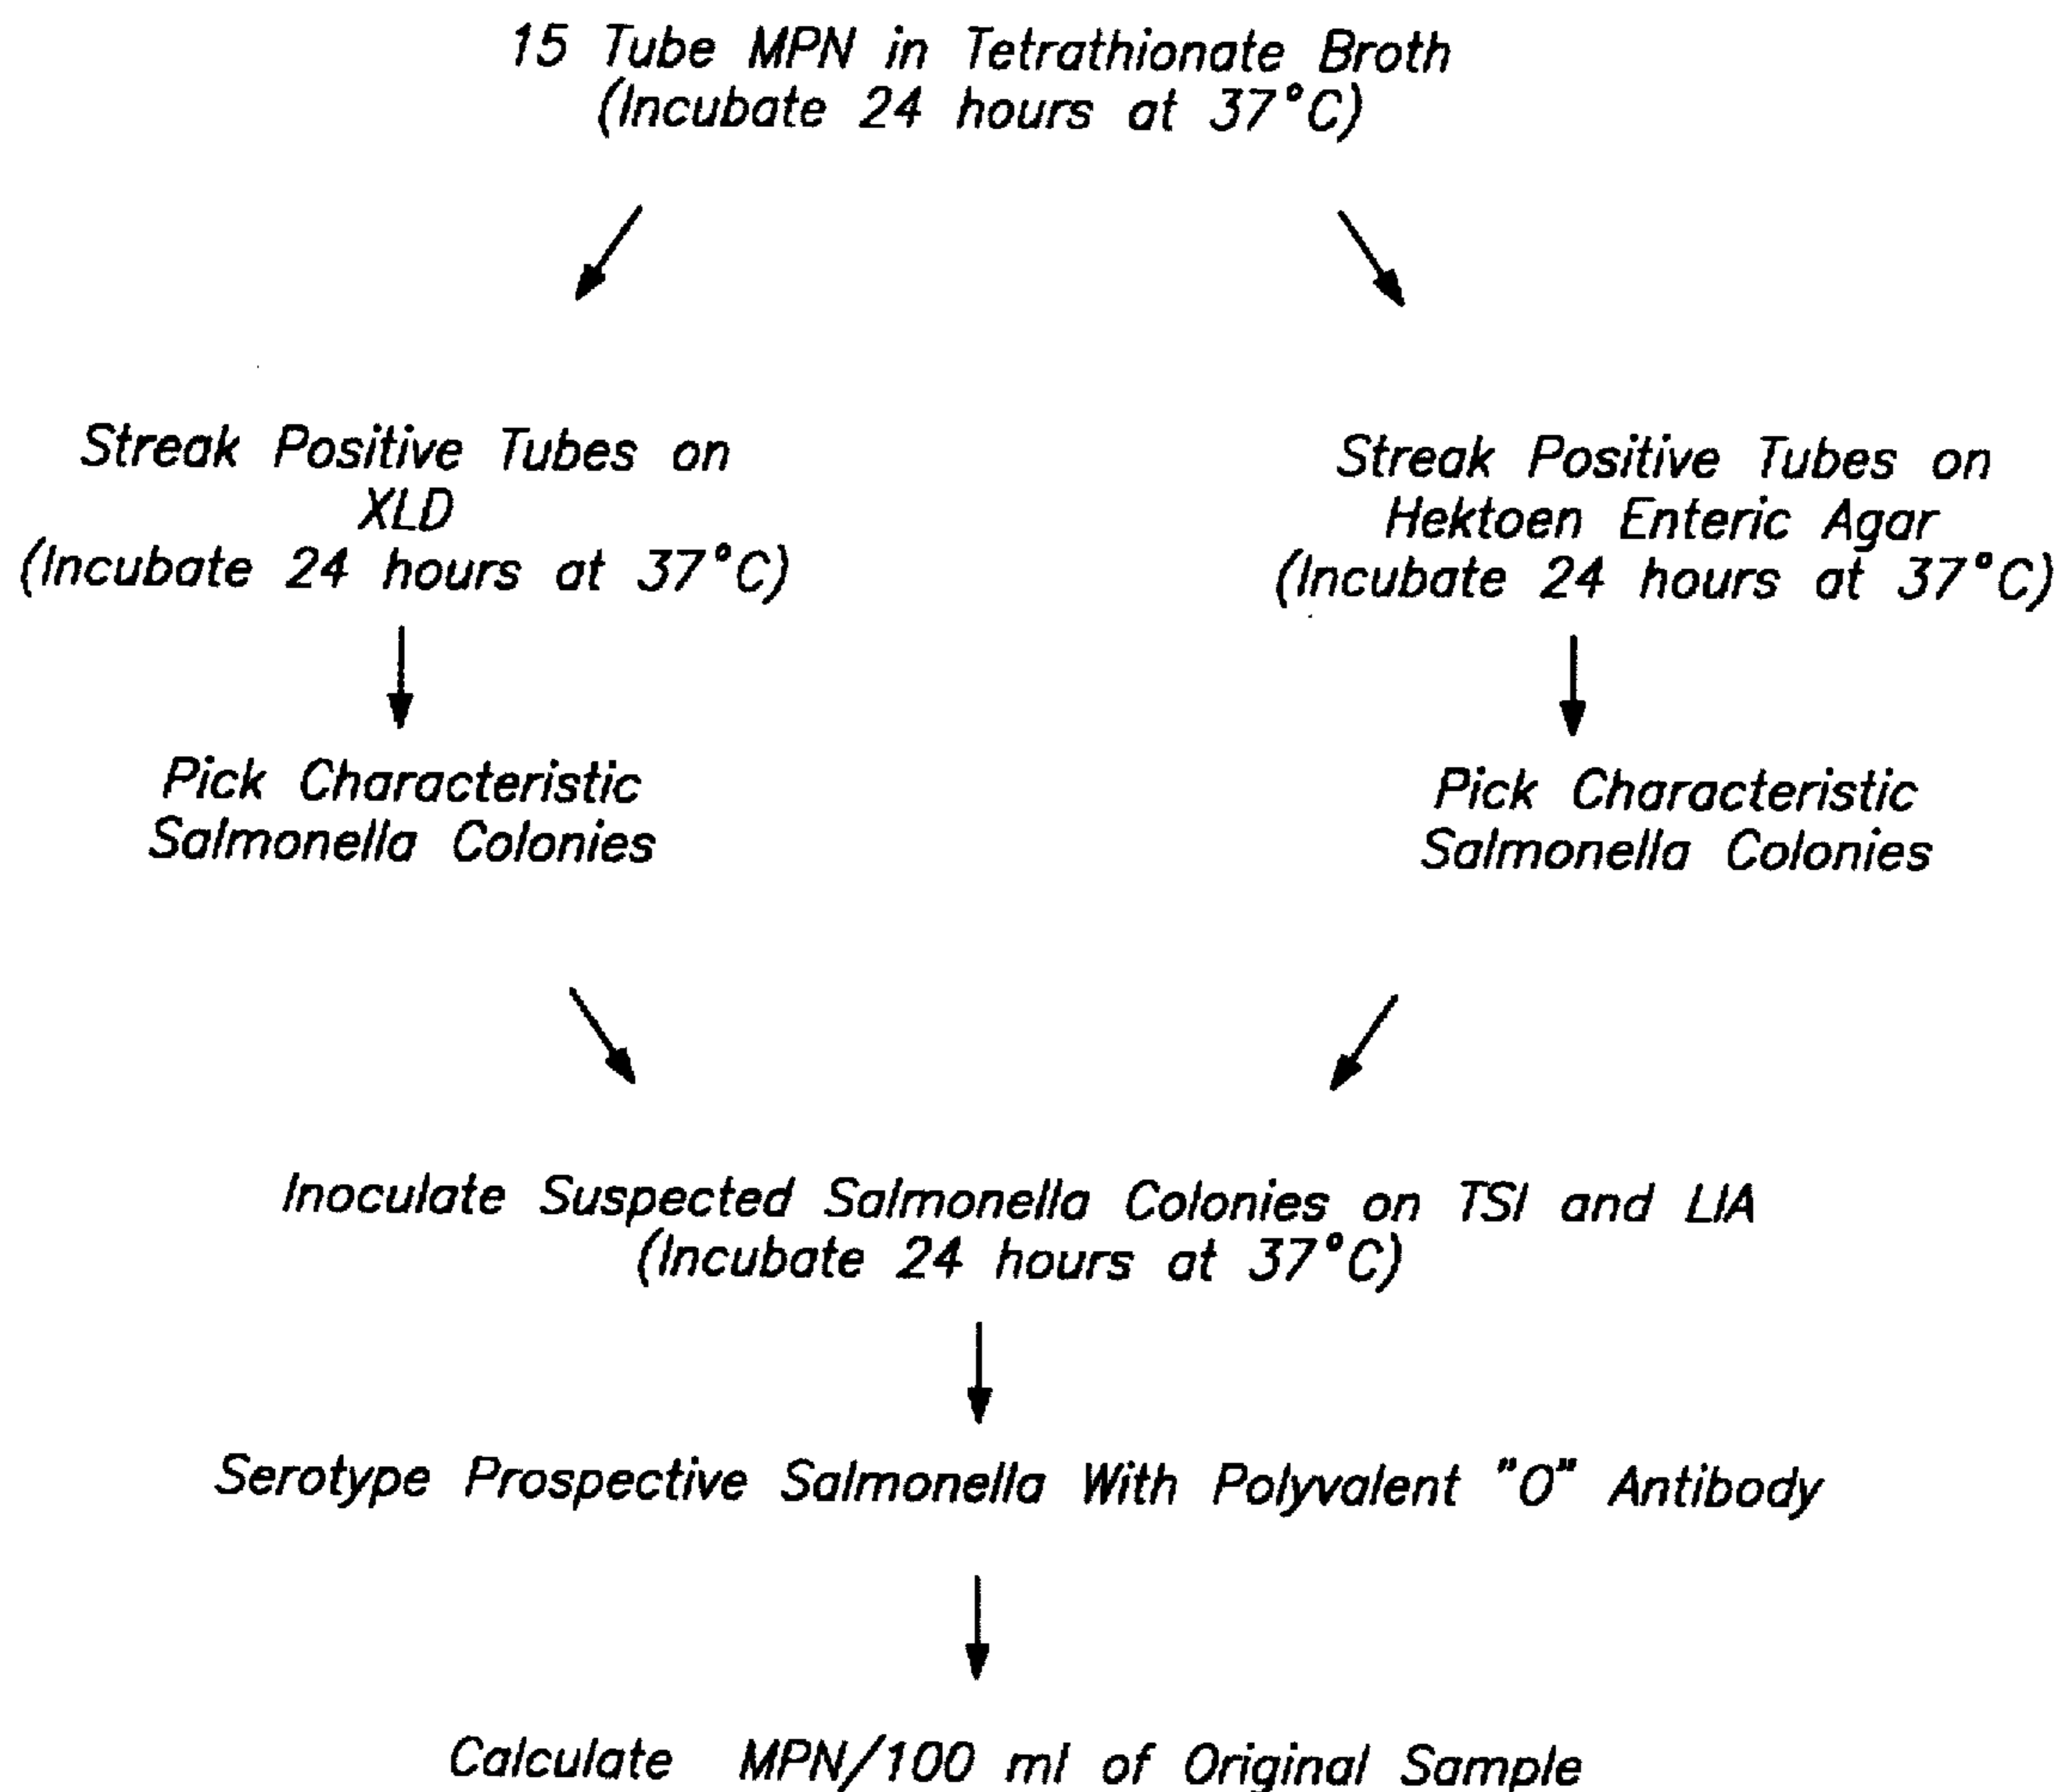 15 Tube MPN in Tetrathionate Broth
(Incubate 24 hours at 37°C)
Streak Positive Tubes on
XLD
(Incubate 24 hours at 37°C)
Streak Positive Tubes on
Hektoen Enteric Agar
(Incubate 24 hours at 37°C)
Pick Characteristic
Salmonella Colonies
Pick Characteristic
Salmonella Colonies
Inoculate Suspected Salmonella Colonies on TSI and LIA
(Incubate 24 hours at 37°C)
Serotype Prospective Salmonella With Polyvalent "O" Antibody
Calculate MPN/100 ml of Original Sample